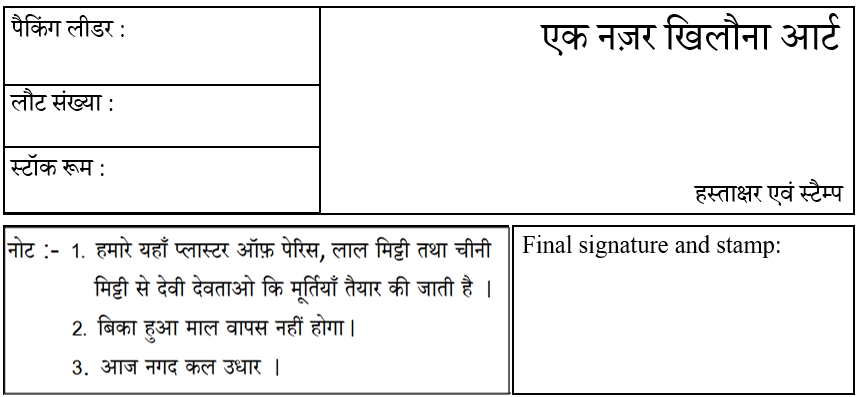 पैकिंग लीडर :
लौट संख्या :
स्टॉक रूम :
एक नज़र खिलौना आर्ट
हस्ताक्षर एवं स्टैम्प
नोट :- 1. हमारे यहाँ प्लास्टर ऑफ़ पेरिस, लाल मिट्टी तथा चीनी
मिट्टी से देवी देवताओ कि मूर्तियाँ तैयार की जाती है ।
2. बिका हुआ माल वापस नहीं होगा।
3. आज नगद कल उधार ।
Final signature and stamp: